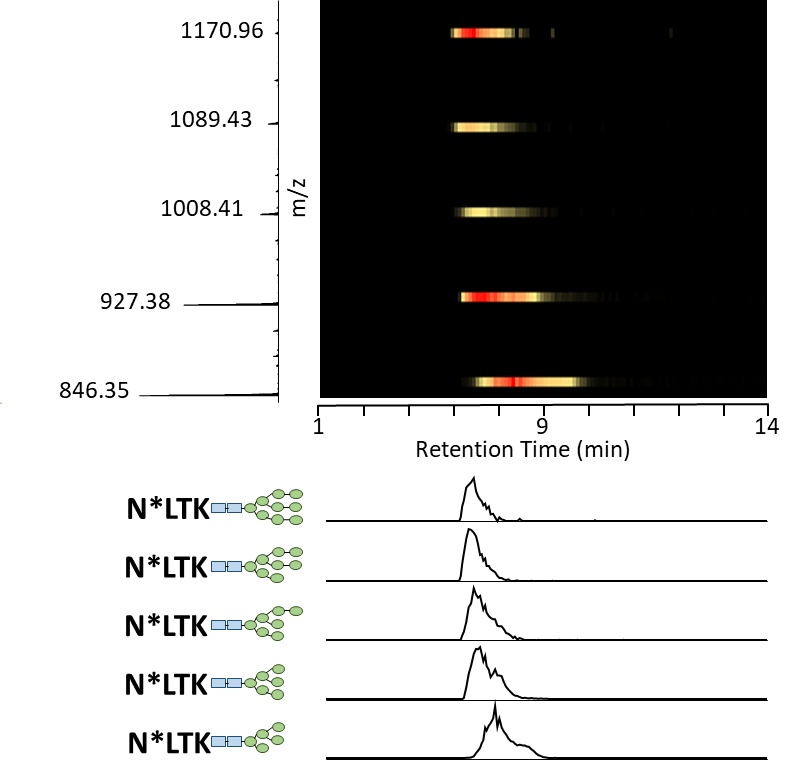 1170.96
1089.43
1008.41
927.38
846.35
m/z
1 9 14
Retention Time (min)
N*LTK
N*LTK
N*LTK
N*LTK
N*LTK